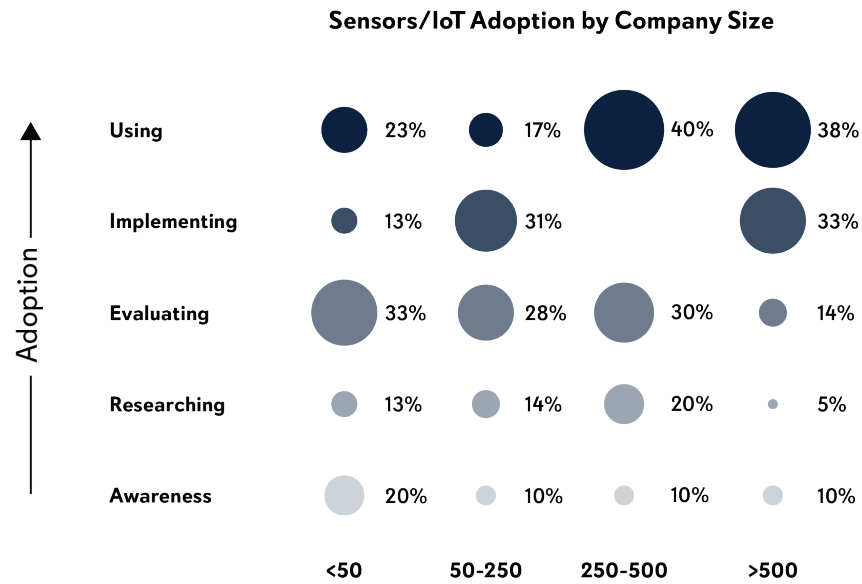 Sensors/IoT Adoption by Company Size
Adoption
Using 23% 17% 40% 38%
Implementing 13% 31% 33%
Evaluating 33% 28% 30% 14%
Researching 13% 14% 20% 5%
Awareness 20% 10% 10% 10%
<50 50-250 250-500 >500